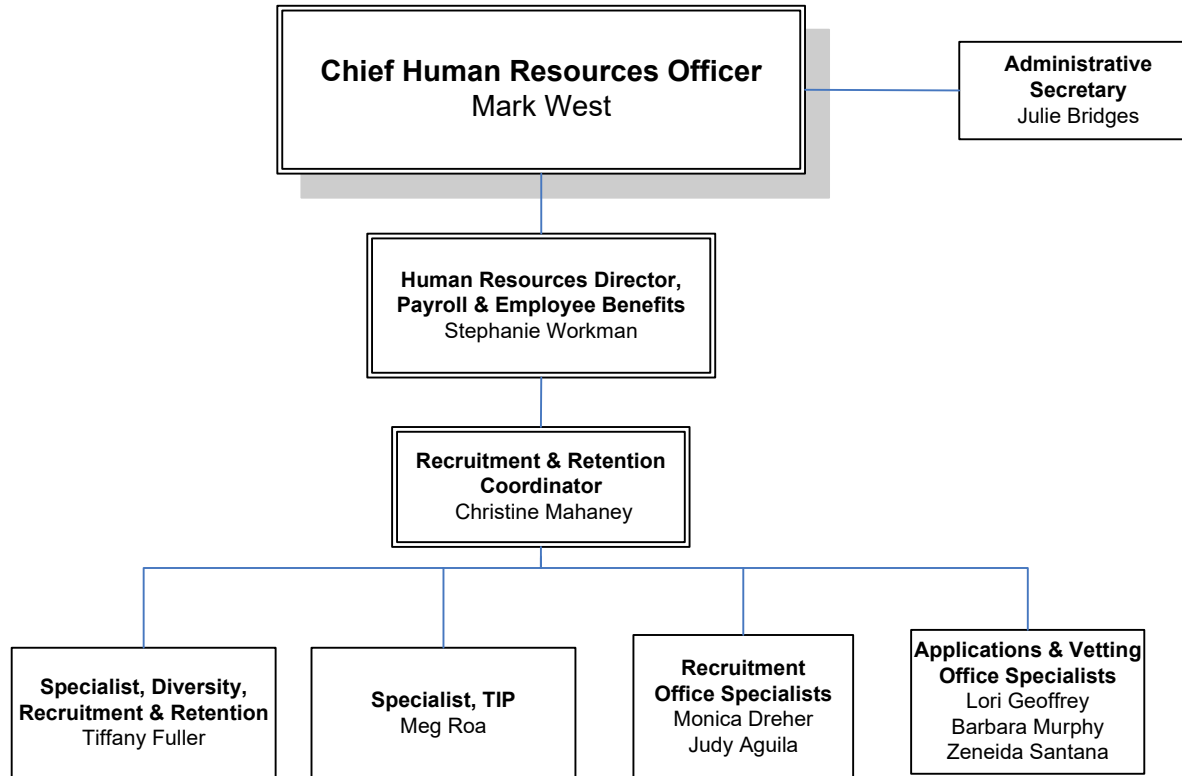 Chief Human Resources Officer
Mark West
Administrative
Secretary
Julie Bridges
Human Resources Director,
Payroll & Employee Benefits
Stephanie Workman
Recruitment & Retention
Coordinator
Christine Mahaney
Specialist, Diversity,
Recruitment & Retention
Tiffany Fuller
Specialist, TIP
Meg Roa
Recruitment
Office Specialists
Monica Dreher
Judy Aguila
Applications & Vetting
Office Specialists
Lori Geoffrey
Barbara Murphy
Zeneida Santana